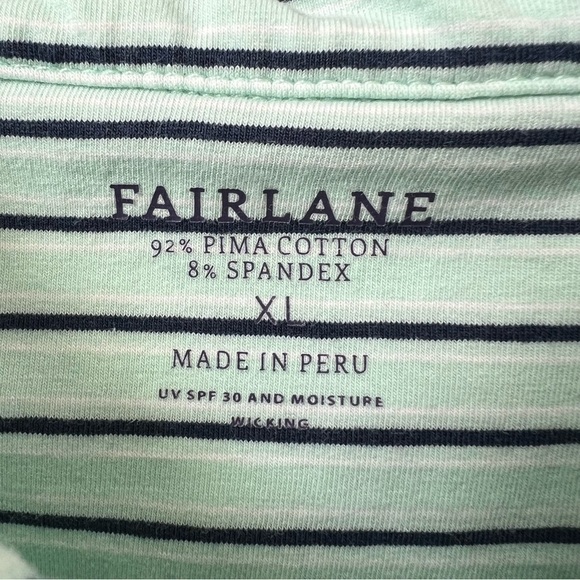 FAIRLANE
92% PIMA COTTON
8% SPANDEX
XL
MADE IN PERU
UV SPF 30 AND MOISTURE
WICKING